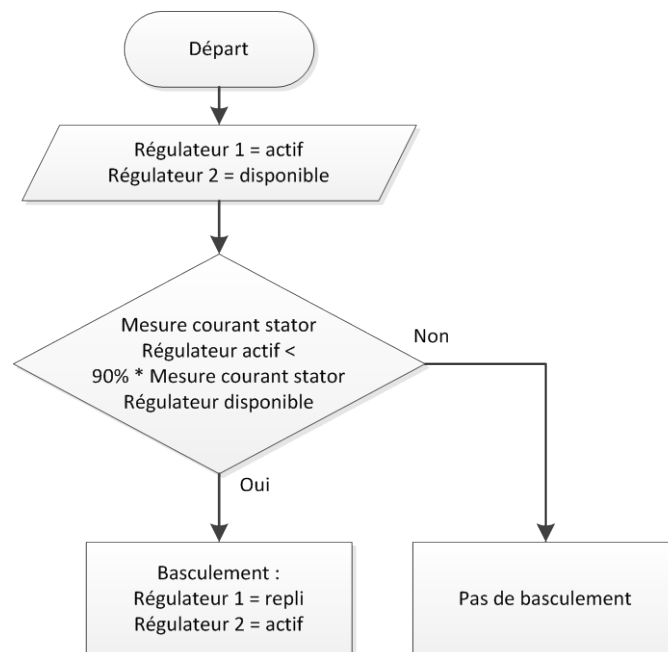 Départ
Régulateur 1 = actif
Régulateur 2 = disponible
Mesure courant stator
Régulateur actif <
90% * Mesure courant stator
Régulateur disponible
Non
Oui
Basculement :
Régulateur 1 = repli
Régulateur 2 = actif
Pas de basculement